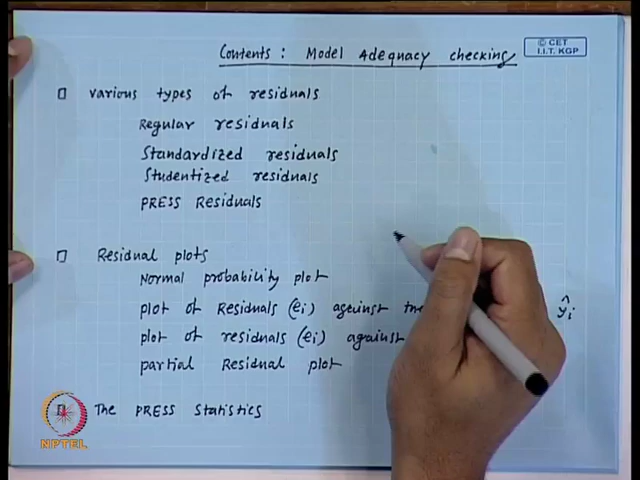 Contents : Model Adequacy checking
© CET
I.I.T. KGP
various types of residuals
Regular residuals
Standardized residuals
Studentized residuals
PRESS Residuals
Residual plots
Normal probability plot
plot of Residuals (ei) against the ŷi
plot of residuals (ei) against
partial Residual plot
The PRESS Statistics
NPTEL